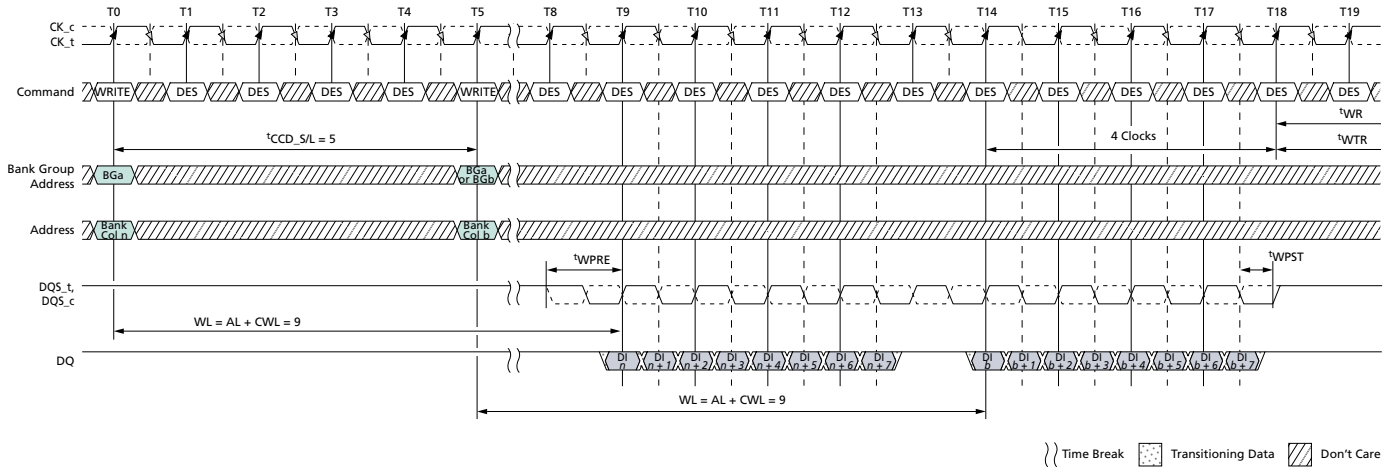 T0 T1 T2 T3 T4 T5 T8 T9 T10 T11 T12 T13 T14 T15 T16 T17 T18 T19
CK_c
CK_t
Command WRITE DES DES DES DES WRITE DES DES DES DES DES DES DES DES DES DES DES DES
tWR
tCCD_S/L = 5
4 Clocks
tWTR
Bank Group
Address
BGa
BGa
or BGb
Address
Bank
Col n
Bank
Col b
tWPRE
tWPST
DQS_t,
DQS_c
WL = AL + CWL = 9
DQ
DI
n
DI
n + 1
DI
n + 2
DI
n + 3
DI
n + 4
DI
n + 5
DI
n + 6
DI
n + 7
DI
b
DI
b + 1
DI
b + 2
DI
b + 3
DI
b + 4
DI
b + 5
DI
b + 6
DI
b + 7
WL = AL + CWL = 9
Time Break Transitioning Data Don't Care